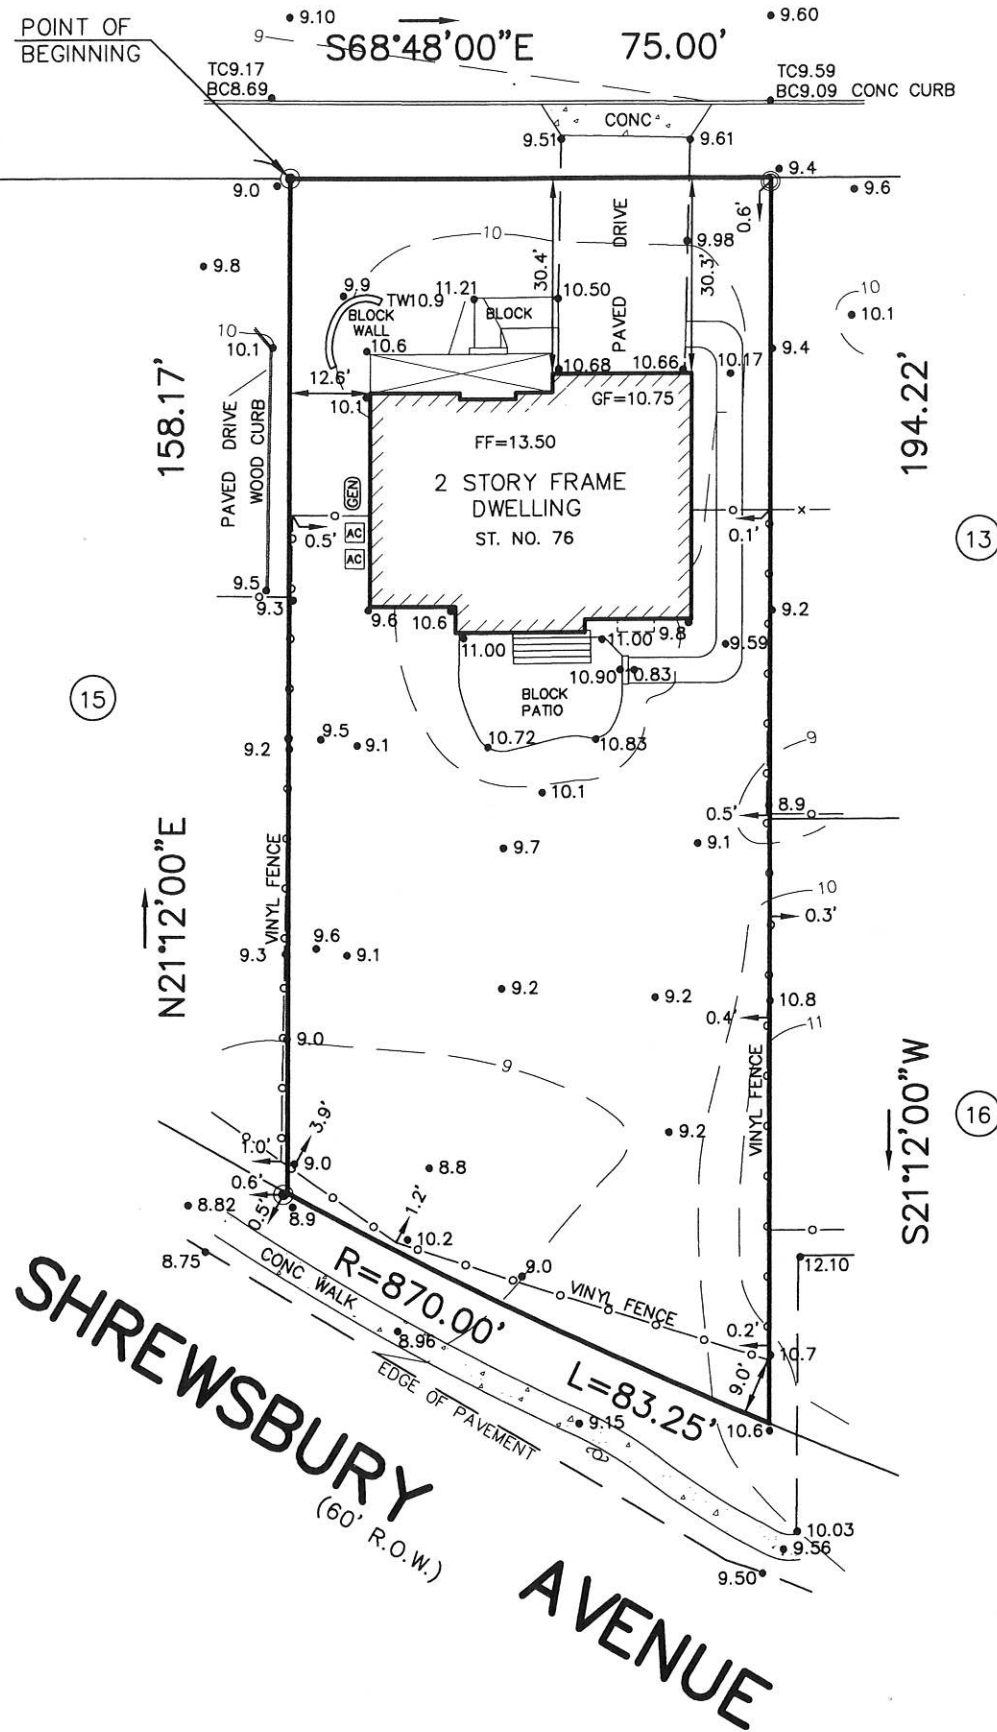 POINT OF
BEGINNING
9.10
9.60
9
S68°48'00"E 75.00'
TC9.17
BC8.69
TC9.59
BC9.09 CONC CURB
CONC
9.51
9.61
9.4
9.0
9.6
0.6'
10
PAVED DRIVE
9.98
30.4'
30.3'
9.8
9.9
TW10.9
11.21
10.50
BLOCK
WALL
BLOCK
10
10.1
10
10.1
10.6
9.4
10.68
10.66
10.17
12.6'
10.1
GF=10.75
158.17'
194.22'
PAVED DRIVE
WOOD CURB
FF=13.50
2 STORY FRAME
DWELLING
ST. NO. 76
GEN
AC
AC
0.5'
0.1'
x
13
9.5
9.3
9.6
10.6
9.2
9.8
11.00
11.00
9.59
10.90
10.83
BLOCK
PATIO
15
9.5
9.2
9.1
10.72
10.83
9
10.1
8.9
0.5'
9.7
9.1
N21°12'00"E
VINYL FENCE
10
0.3'
9.6
9.3
9.1
9.2
9.2
10.8
0.4'
11
9.0
9
VINYL FENCE
S21°12'00"W
16
9.2
3.9'
1.0'
9.0
8.8
0.6'
8.82
0.5'
8.9
1.2'
10.2
8.75
CONC WALK
R=870.00'
9.0
VINYL FENCE
12.10
8.96
0.2'
10.7
9.0'
EDGE OF PAVEMENT
L=83.25'
9.15
10.6
SHREWSBURY
(60' R.O.W.)
10.03
9.56
9.50
AVENUE